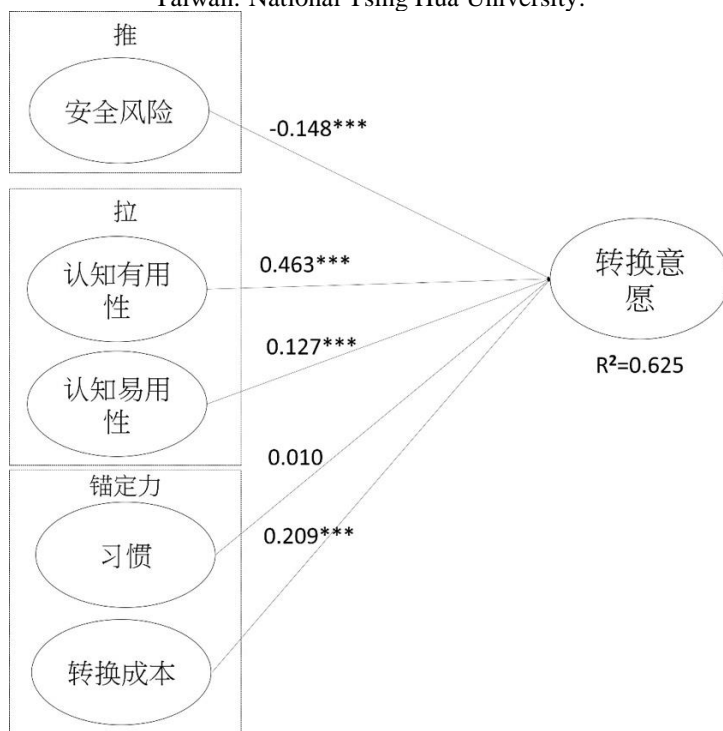 Taiwan: National Tsing Hua University.
推
安全风险
-0.148***
拉
认知有用
性
0.463***
认知易用
性
0.127***
转换意
愿
R²=0.625
锚定力
习惯
0.010
转换成本
0.209***